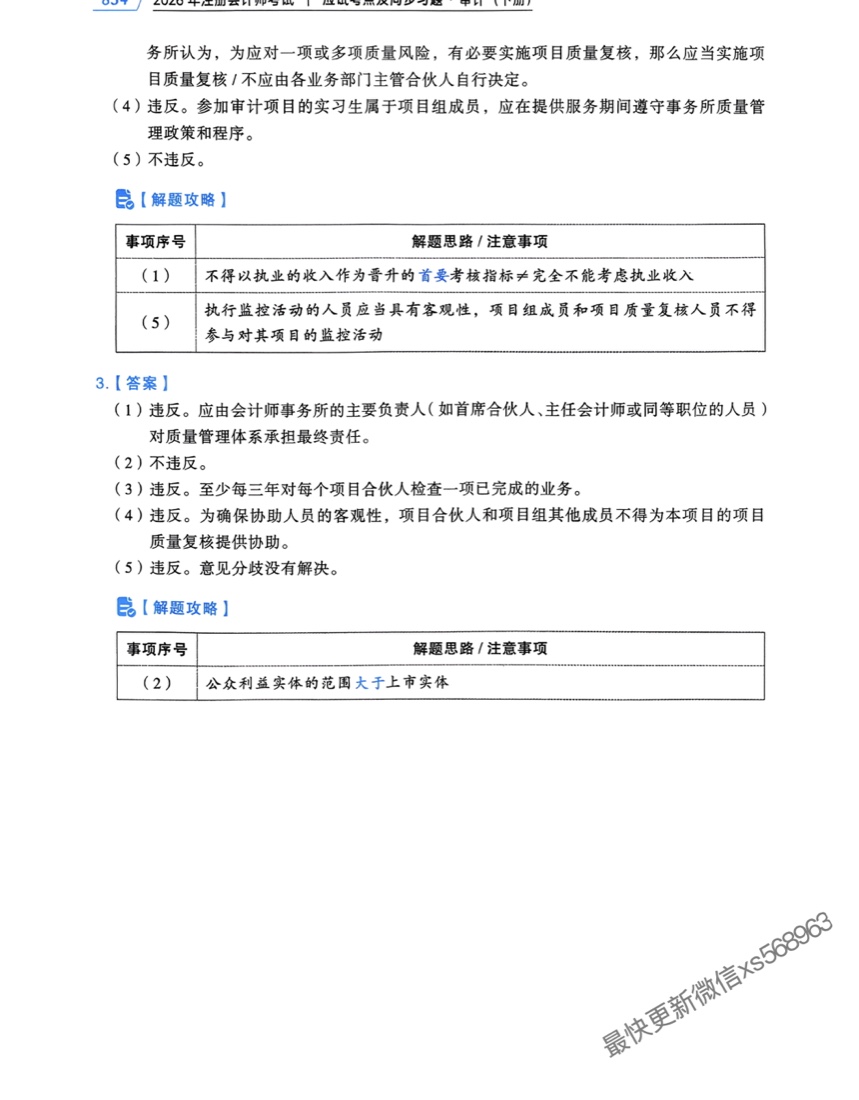 务所认为，为应对一项或多项质量风险，有必要实施项目质量复核，那么应当实施项
目质量复核 / 不应由各业务部门主管合伙人自行决定。
（4）违反。参加审计项目的实习生属于项目组成员，应在提供服务期间遵守事务所质量管
理政策和程序。
（5）不违反。
【解题攻略】
事项序号 解题思路 / 注意事项
（1） 不得以执业的收入作为晋升的首要考核指标≠完全不能考虑执业收入
（5） 执行监控活动的人员应当具有客观性，项目组成员和项目质量复核人员不得
参与对其项目的监控活动
3.【答案】
（1）违反。应由会计师事务所的主要负责人（如首席合伙人、主任会计师或同等职位的人员）
对质量管理体系承担最终责任。
（2）不违反。
（3）违反。至少每三年对每个项目合伙人检查一项已完成的业务。
（4）违反。为确保协助人员的客观性，项目合伙人和项目组其他成员不得为本项目的项目
质量复核提供协助。
（5）违反。意见分歧没有解决。
【解题攻略】
事项序号 解题思路 / 注意事项
（2） 公众利益实体的范围大于上市实体
最快更新微信xs568963